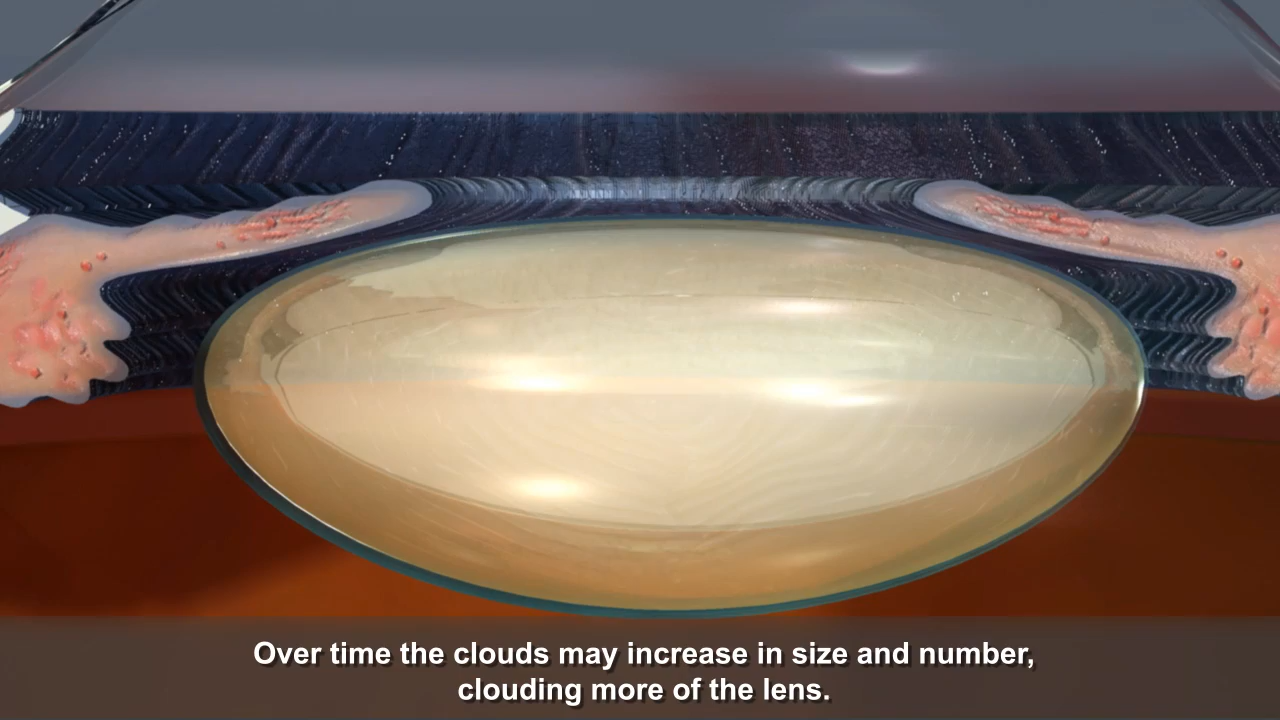 Over time the clouds may increase in size and number,
clouding more of the lens.